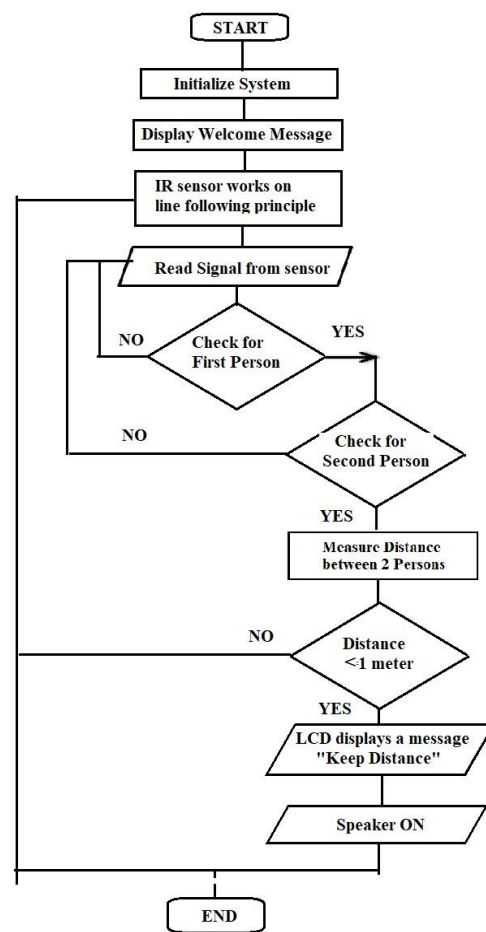 START
Initialize System
Display Welcome Message
IR sensor works on
line following principle
Read Signal from sensor
NO
Check for
First Person
YES
NO
Check for
Second Person
YES
Measure Distance
between 2 Persons
NO
Distance
<1 meter
YES
LCD displays a message
"Keep Distance"
Speaker ON
END